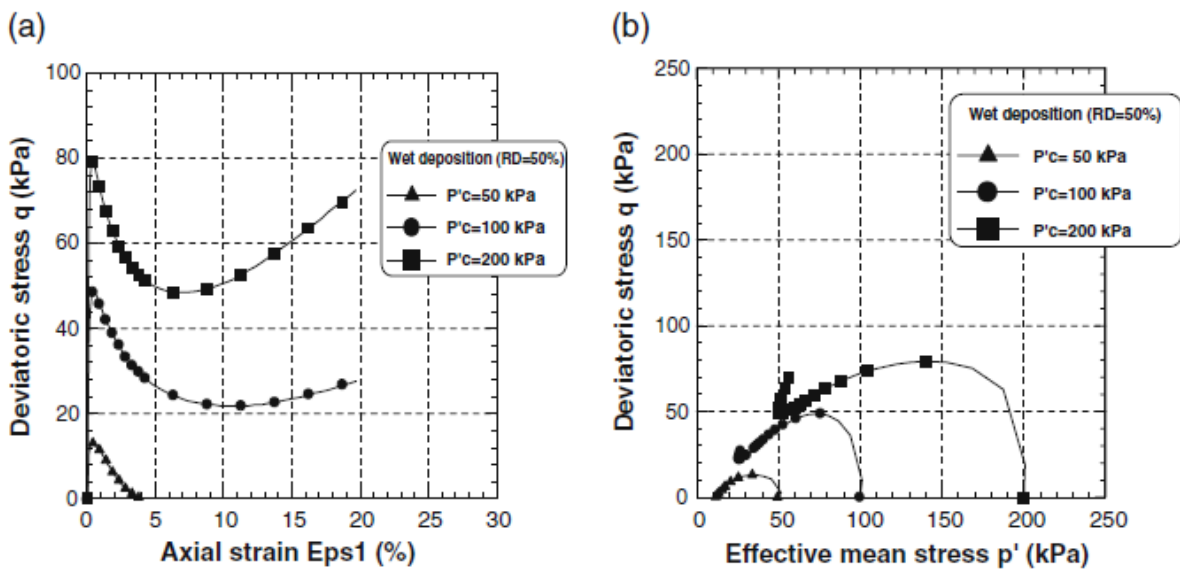 (a)
100
80
60
40
20
0
Deviatoric stress q (kPa)
0 5 10 15 20 25 30
Axial strain Eps1 (%)
Wet deposition (RD=50%)
P'c=50 kPa
P'c=100 kPa
P'c=200 kPa
(b)
250
200
150
100
50
0
Deviatoric stress q (kPa)
0 50 100 150 200 250
Effective mean stress p' (kPa)
Wet deposition (RD=50%)
P'c= 50 kPa
P'c=100 kPa
P'c=200 kPa